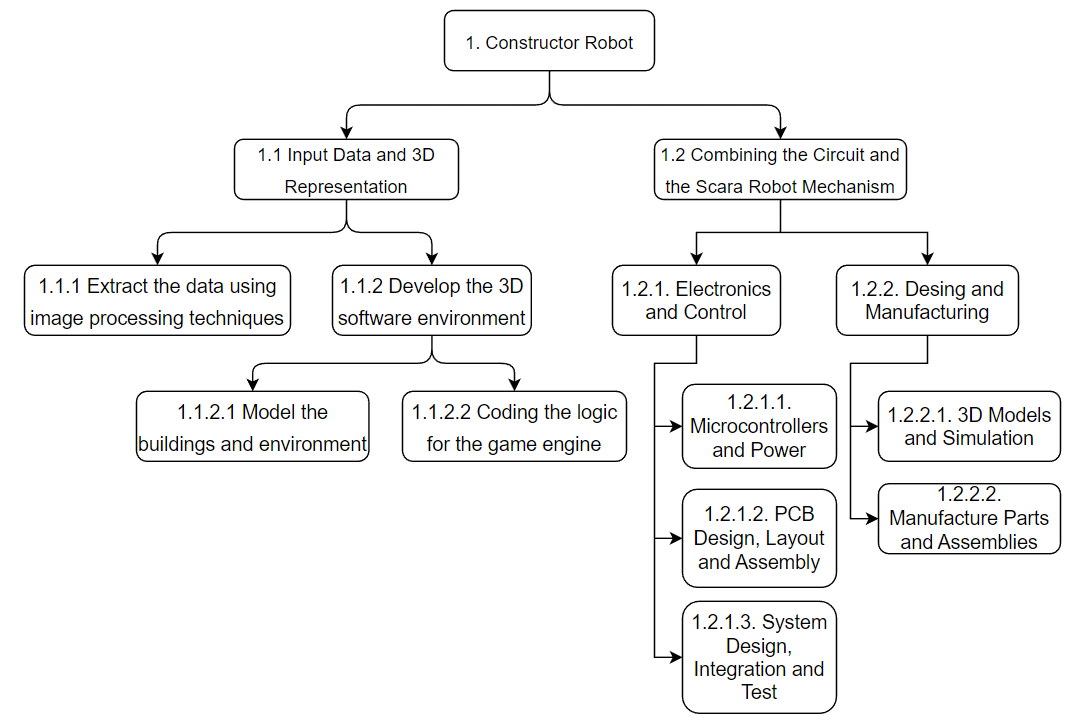 1. Constructor Robot
1.1 Input Data and 3D
Representation
1.2 Combining the Circuit and
the Scara Robot Mechanism
1.1.1 Extract the data using
image processing techniques
1.1.2 Develop the 3D
software environment
1.2.1. Electronics
and Control
1.2.2. Desing and
Manufacturing
1.1.2.1 Model the
buildings and environment
1.1.2.2 Coding the logic
for the game engine
1.2.1.1.
Microcontrollers
and Power
1.2.2.1. 3D Models
and Simulation
1.2.1.2. PCB
Design, Layout
and Assembly
1.2.2.2.
Manufacture Parts
and Assemblies
1.2.1.3. System
Design,
Integration and
Test